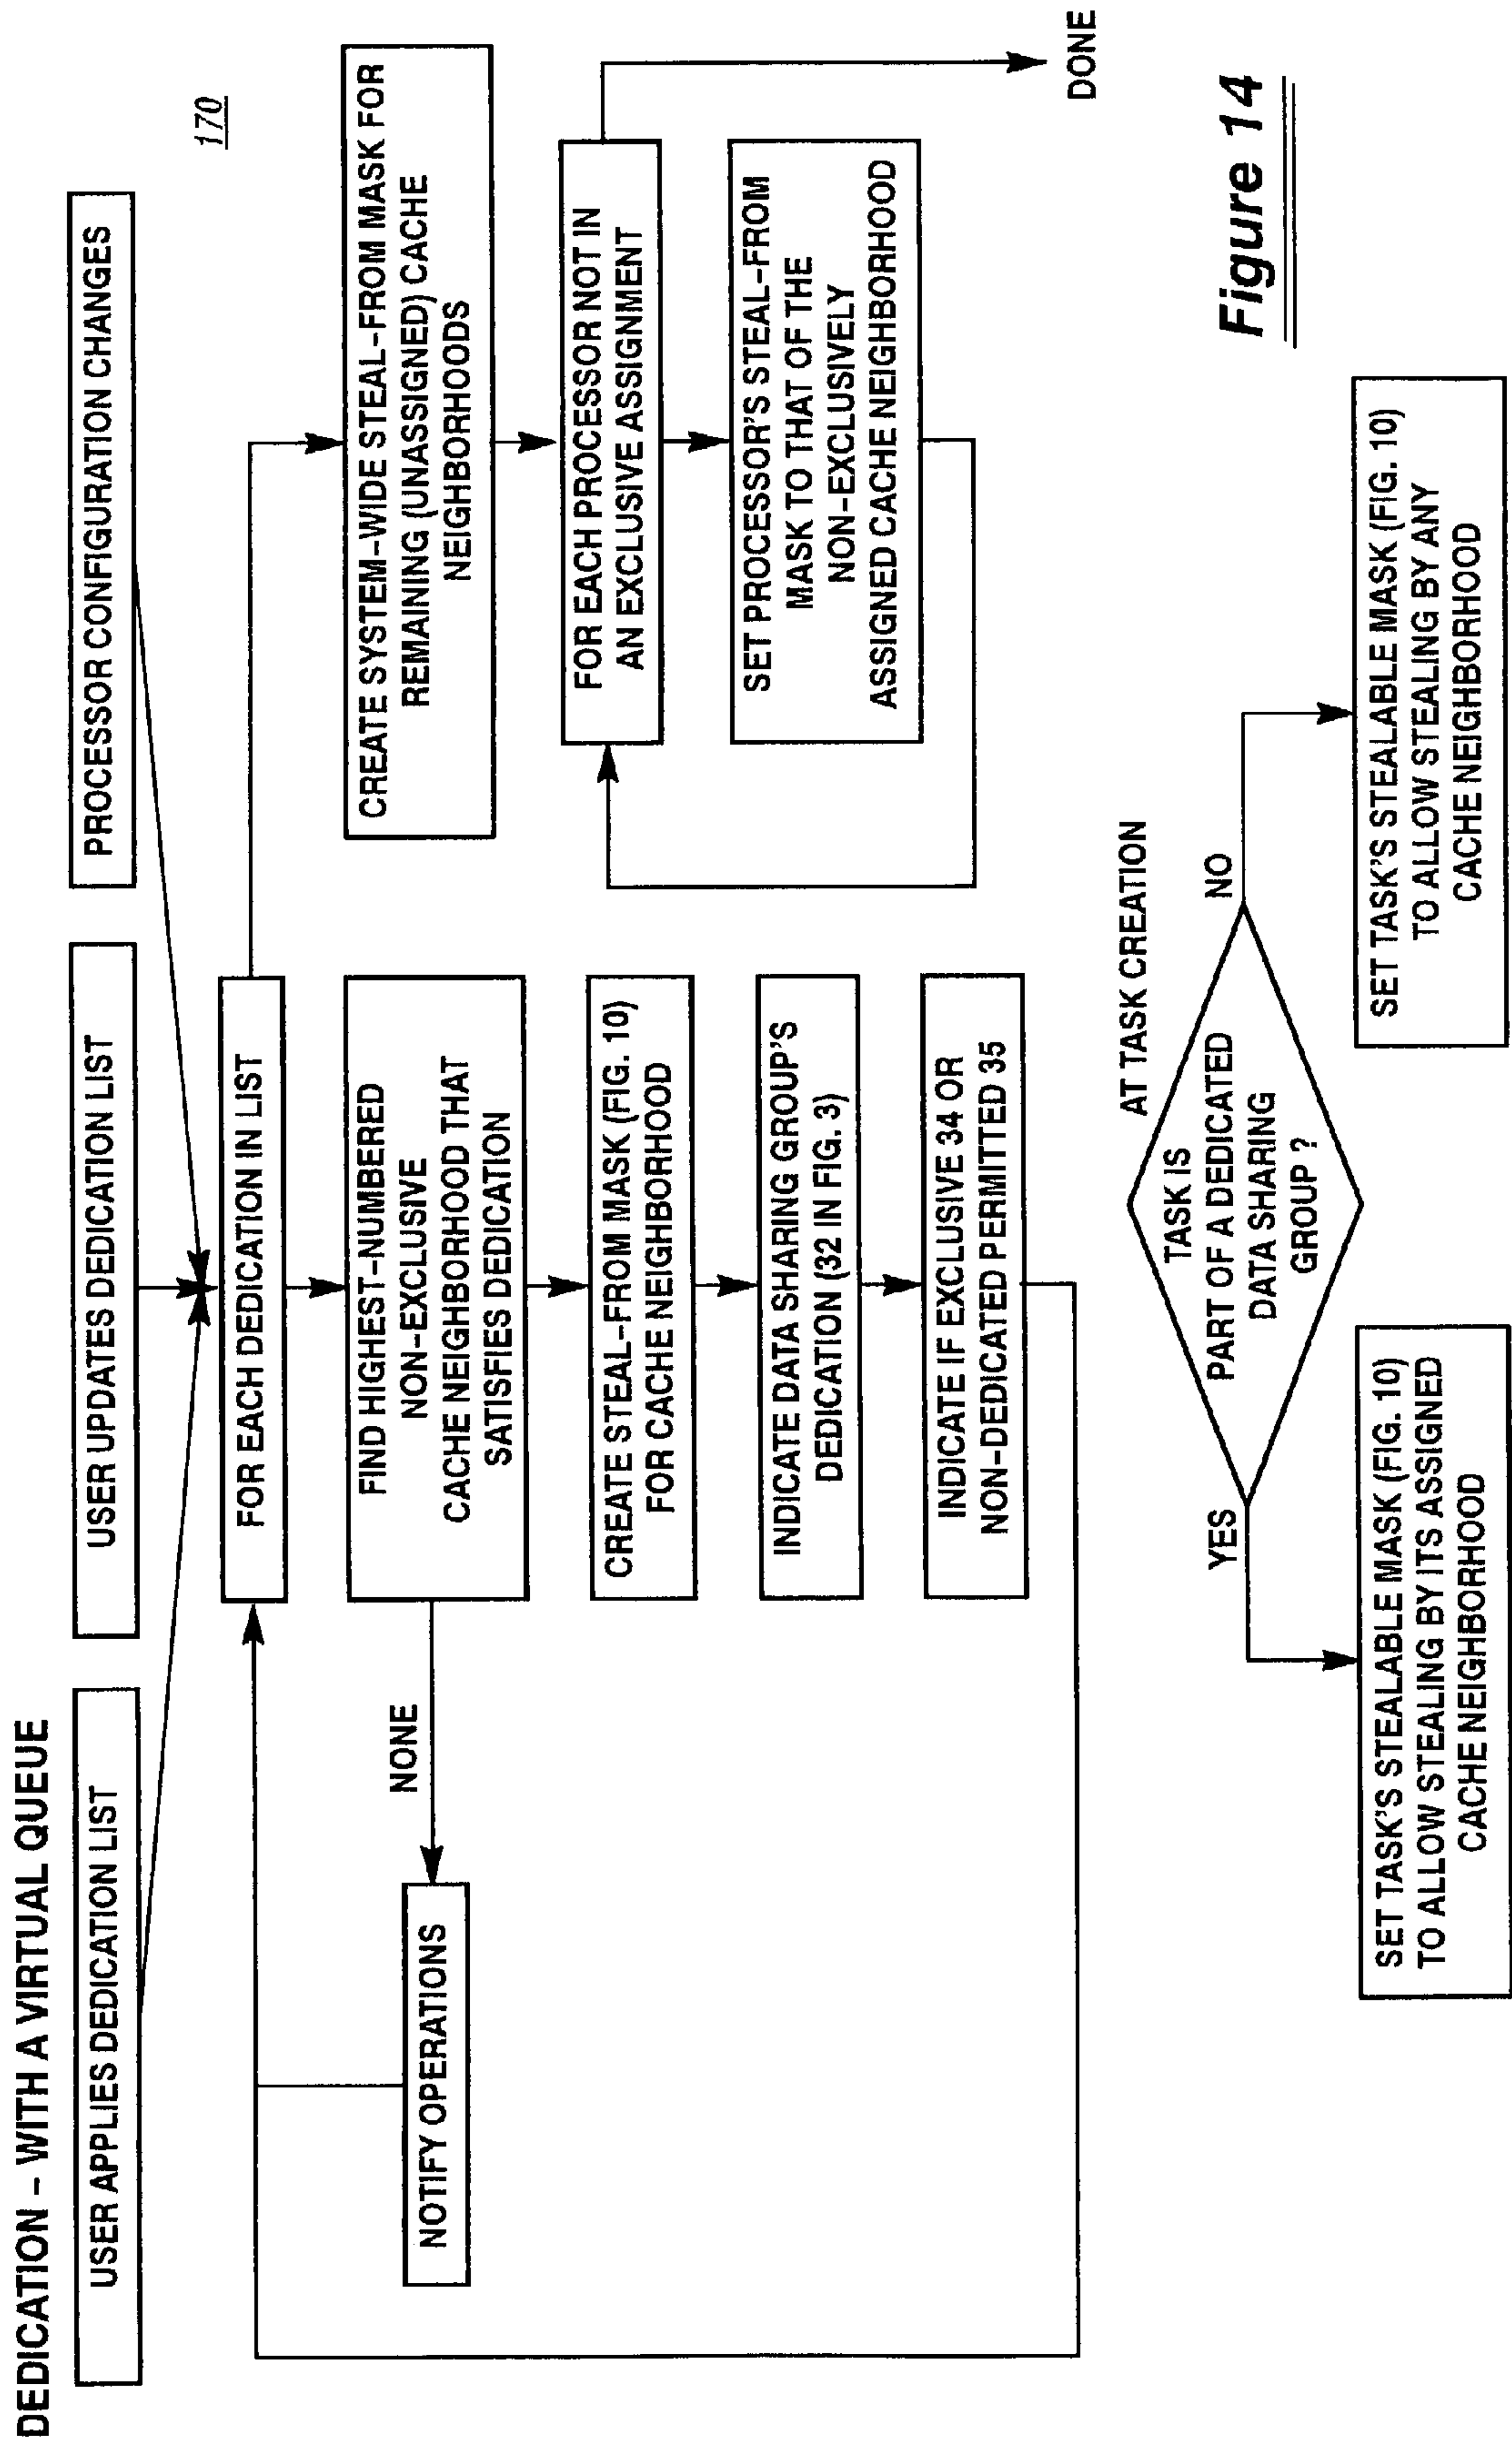 DEDICATION – WITH A VIRTUAL QUEUE
170
USER APPLIES DEDICATION LIST
USER UPDATES DEDICATION LIST
PROCESSOR CONFIGURATION CHANGES
FOR EACH DEDICATION IN LIST
FIND HIGHEST-NUMBERED
NON-EXCLUSIVE
CACHE NEIGHBORHOOD THAT
SATISFIES DEDICATION
NONE
NOTIFY OPERATIONS
CREATE STEAL-FROM MASK (FIG. 10)
FOR CACHE NEIGHBORHOOD
INDICATE DATA SHARING GROUP'S
DEDICATION (32 IN FIG. 3)
INDICATE IF EXCLUSIVE 34 OR
NON-DEDICATED PERMITTED 35
CREATE SYSTEM-WIDE STEAL-FROM MASK FOR
REMAINING (UNASSIGNED) CACHE
NEIGHBORHOODS
FOR EACH PROCESSOR NOT IN
AN EXCLUSIVE ASSIGNMENT
SET PROCESSOR'S STEAL-FROM
MASK TO THAT OF THE
NON-EXCLUSIVELY
ASSIGNED CACHE NEIGHBORHOOD
DONE
AT TASK CREATION
TASK IS
PART OF A DEDICATED
DATA SHARING
GROUP ?
YES
NO
SET TASK'S STEALABLE MASK (FIG. 10)
TO ALLOW STEALING BY ITS ASSIGNED
CACHE NEIGHBORHOOD
SET TASK'S STEALABLE MASK (FIG. 10)
TO ALLOW STEALING BY ANY
CACHE NEIGHBORHOOD
Figure 14